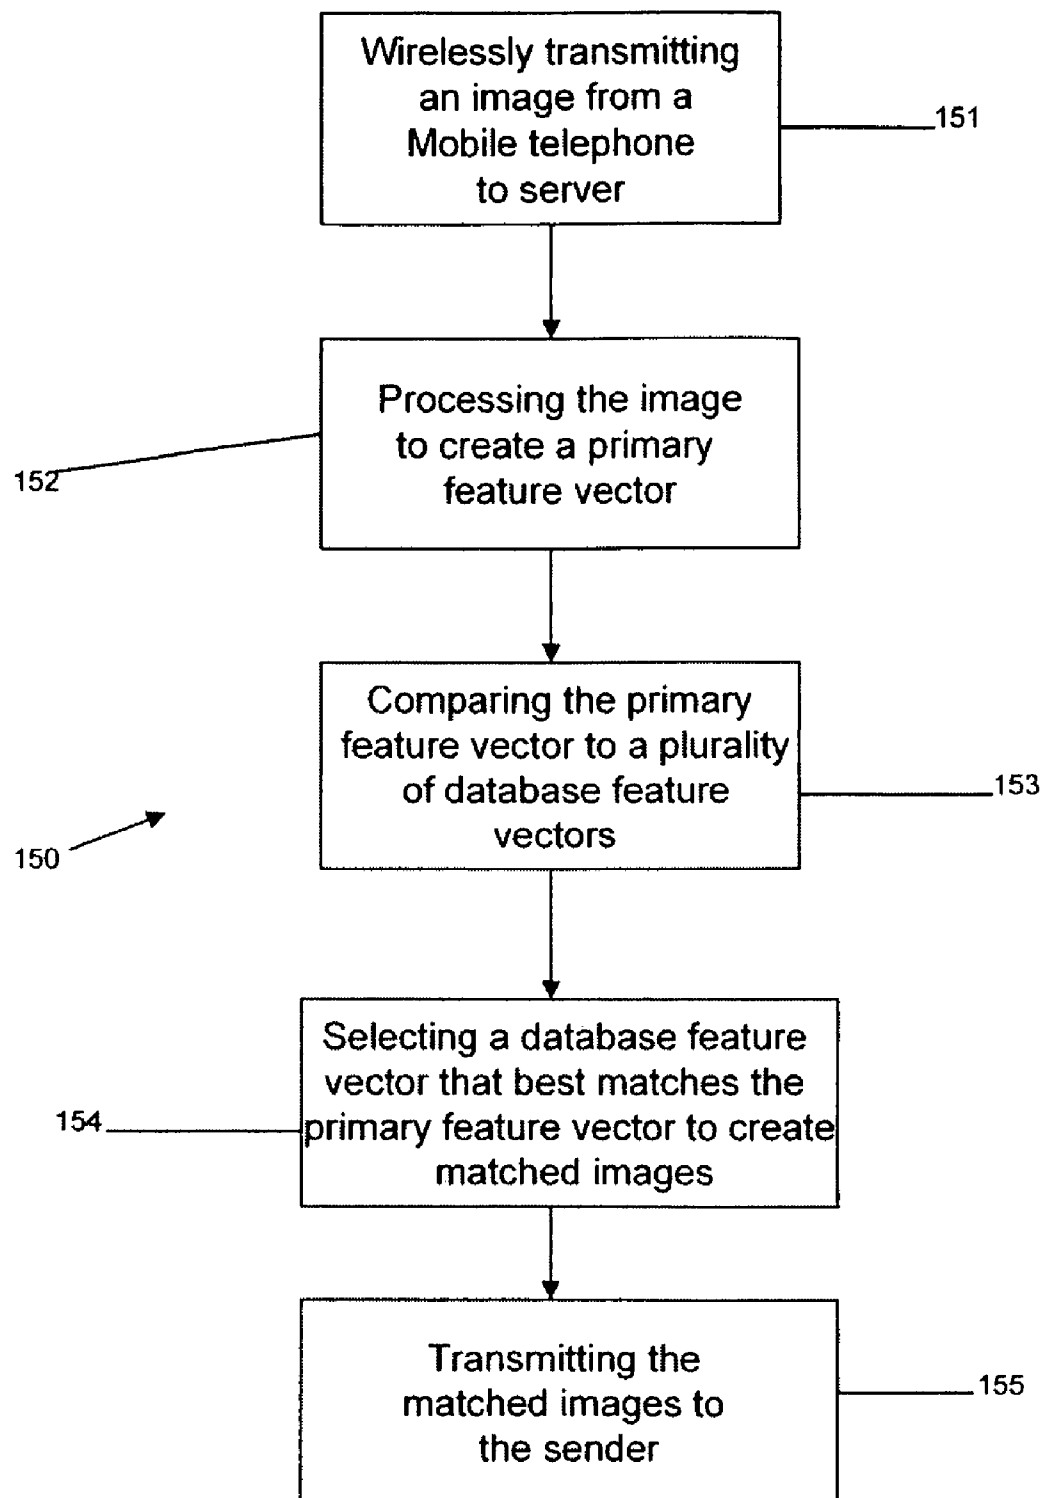 Wirelessly transmitting
an image from a
Mobile telephone
to server
151
Processing the image
to create a primary
feature vector
152
Comparing the primary
feature vector to a plurality
of database feature
vectors
153
150
Selecting a database feature
vector that best matches the
primary feature vector to create
matched images
154
Transmitting the
matched images to
the sender
155